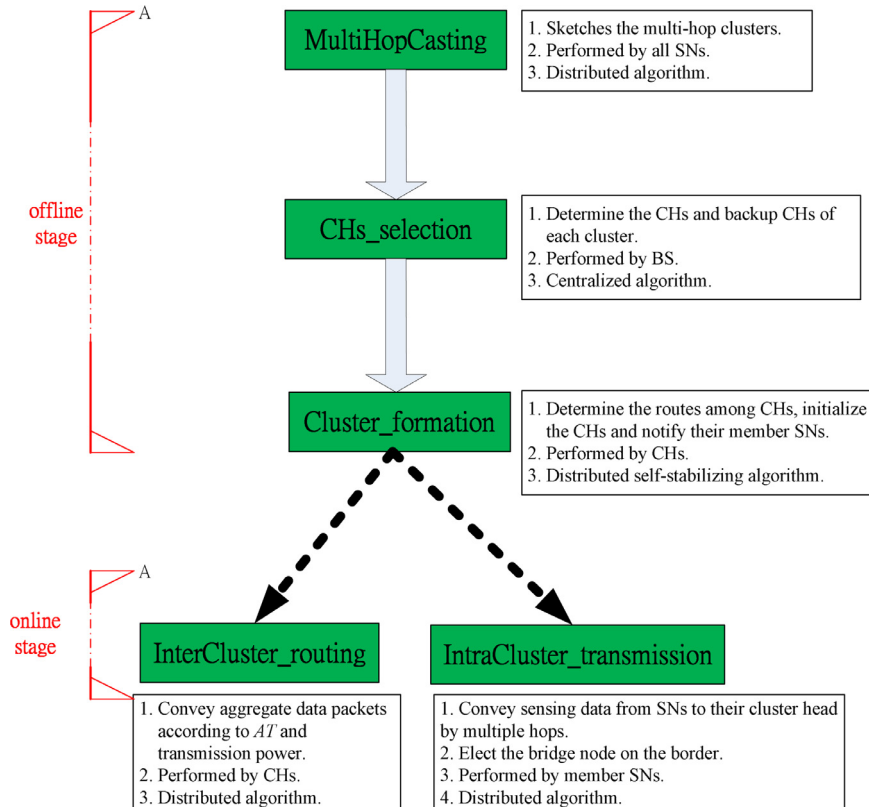 A
MultiHopCasting
1. Sketches the multi-hop clusters.
2. Performed by all SNs.
3. Distributed algorithm.
offline
stage
CHs_selection
1. Determine the CHs and backup CHs of
each cluster.
2. Performed by BS.
3. Centralized algorithm.
Cluster_formation
1. Determine the routes among CHs, initialize
the CHs and notify their member SNs.
2. Performed by CHs.
3. Distributed self-stabilizing algorithm.
A
online
stage
InterCluster_routing
1. Convey aggregate data packets
according to AT and
transmission power.
2. Performed by CHs.
3. Distributed algorithm.
IntraCluster_transmission
1. Convey sensing data from SNs to their cluster head
by multiple hops.
2. Elect the bridge node on the border.
3. Performed by member SNs.
4. Distributed algorithm.